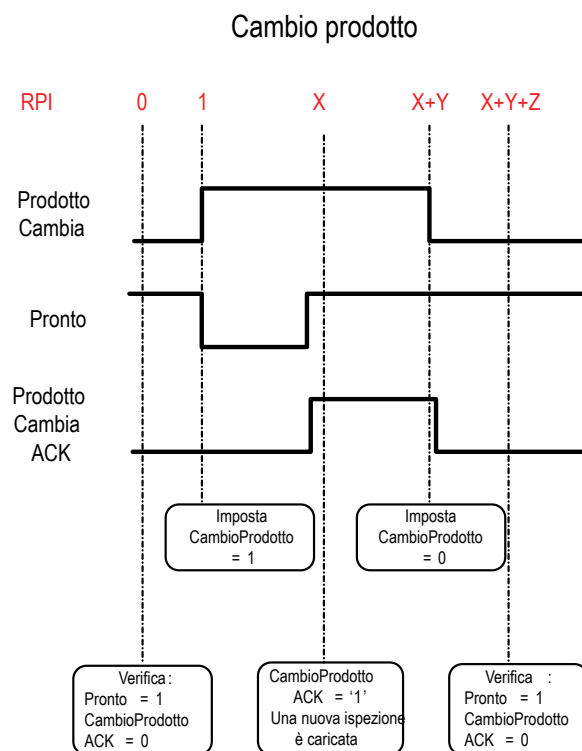 Cambio prodotto
RPI 0 1 X X+Y X+Y+Z
Prodotto
Cambia
Pronto
Prodotto
Cambia
ACK
Imposta
CambioProdotto
= 1
Imposta
CambioProdotto
= 0
Verifica :
Pronto = 1
CambioProdotto
ACK = 0
CambioProdotto
ACK = ‘1’
Una nuova ispezione
è caricata
Verifica :
Pronto = 1
CambioProdotto
ACK = 0